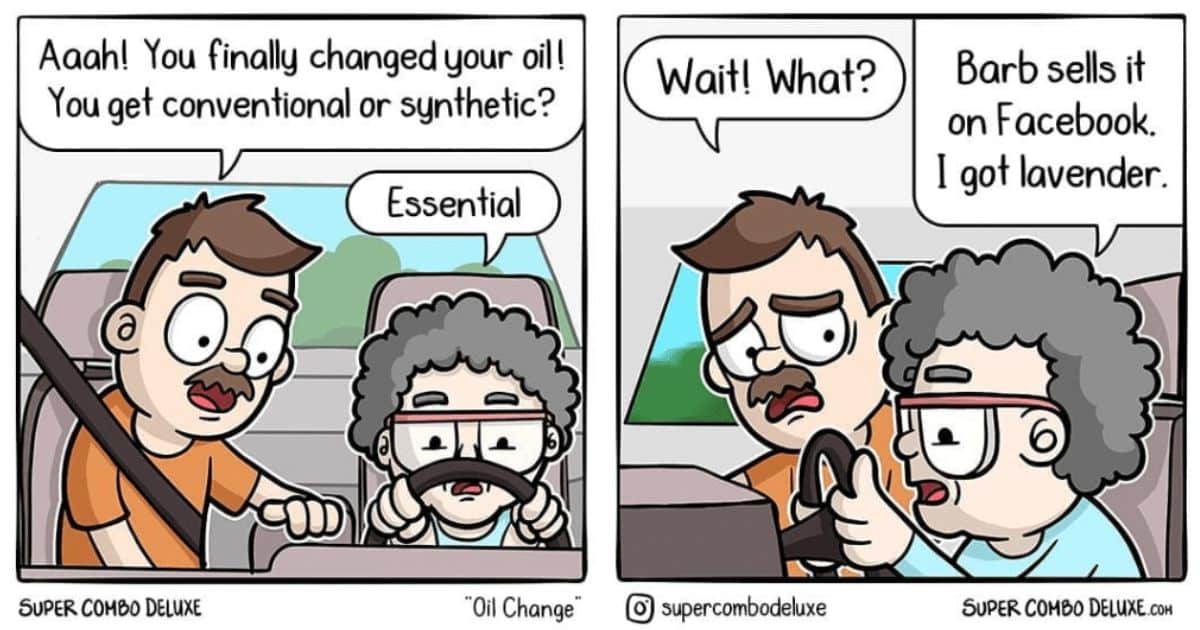 Aaah! You finally changed your oil!
You get conventional or synthetic?
Essential
Wait! What?
Barb sells it
on Facebook.
I got lavender.
SUPER COMBO DELUXE
"Oil Change"
supercombodeluxe
SUPER COMBO DELUXE.COM